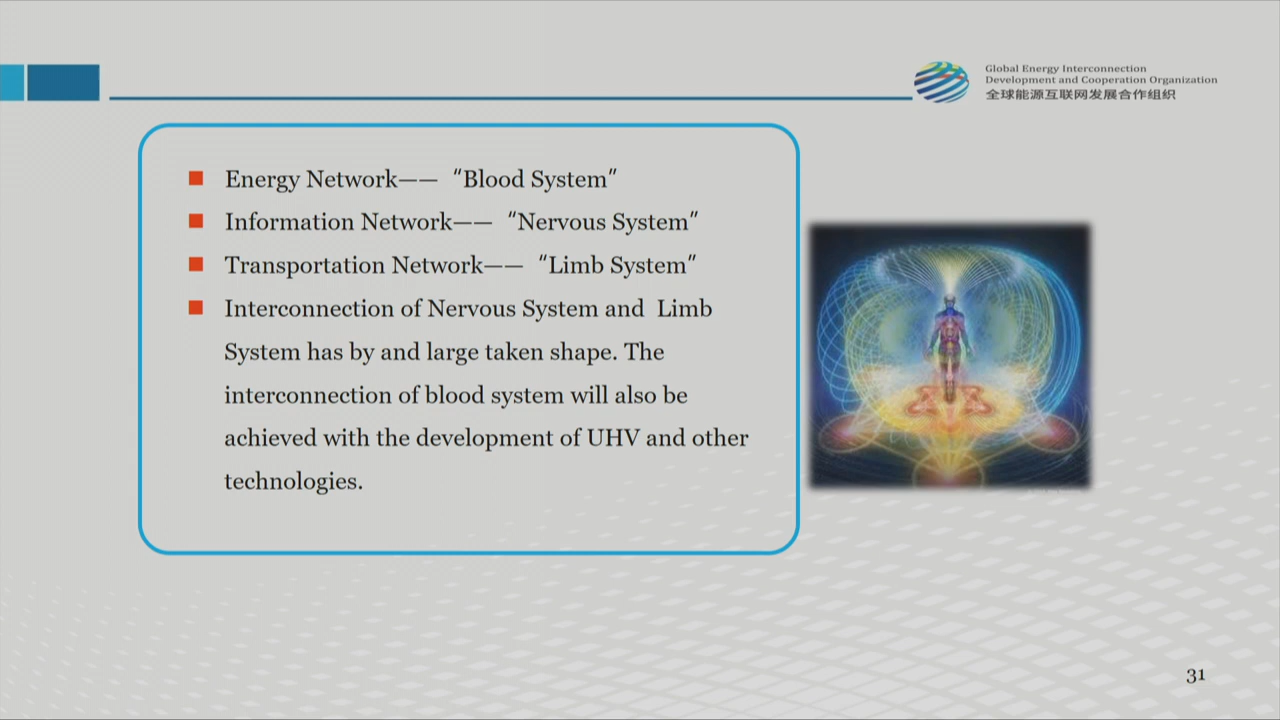 Global Energy Interconnection
Development and Cooperation Organization
全球能源互联网发展合作组织
Energy Network—— "Blood System"
Information Network—— "Nervous System"
Transportation Network—— "Limb System"
Interconnection of Nervous System and Limb
System has by and large taken shape. The
interconnection of blood system will also be
achieved with the development of UHV and other
technologies.
31